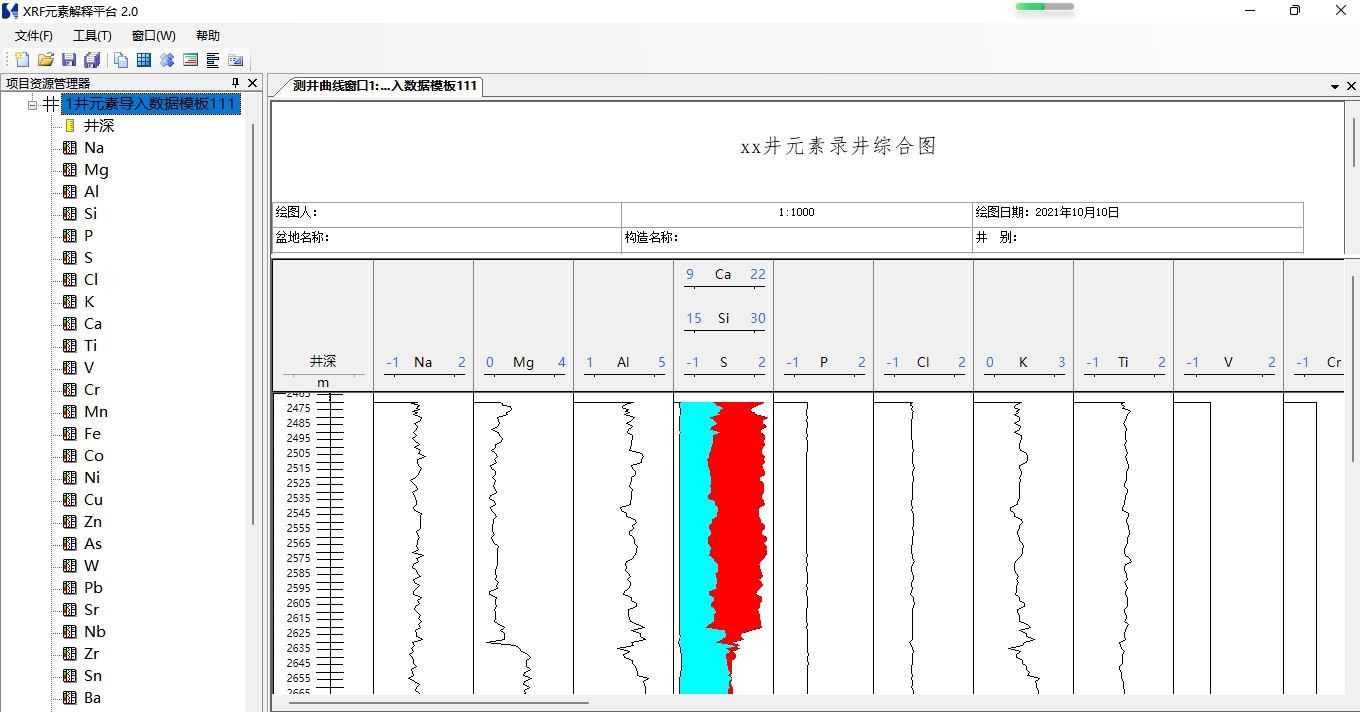 XRF元素解释平台 2.0
文件(F) 工具(T) 窗口(W) 帮助
项目资源管理器
1井元素导入数据模板111
井深
Na
Mg
Al
Si
P
S
Cl
K
Ca
Ti
V
Cr
Mn
Fe
Co
Ni
Cu
Zn
As
W
Pb
Sr
Nb
Zr
Sn
Ba
测井曲线窗口1:...入数据模板111
xx井元素录井综合图
绘图人: 1:1000 绘图日期: 2021年10月10日
盆地名称: 构造名称: 井 别:
9 Ca 22
15 Si 30
井深 -1 Na 2 0 Mg 4 1 Al 5 -1 S 2 -1 P 2 -1 Cl 2 0 K 3 -1 Ti 2 -1 V 2 -1 Cr
m
2465
2475
2485
2495
2505
2515
2525
2535
2545
2555
2565
2575
2585
2595
2605
2615
2625
2635
2645
2655
2665